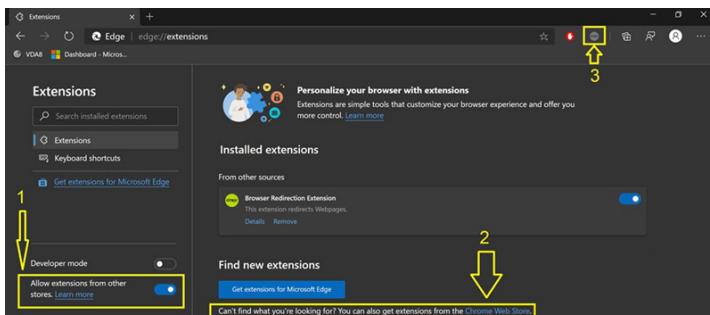 Extensions
Edge | edge://extensions
VDA8 Dashboard - Micros...
3
Extensions
Search installed extensions
Extensions
Keyboard shortcuts
Get extensions for Microsoft Edge
1
Developer mode
Allow extensions from other
stores. Learn more
Personalize your browser with extensions
Extensions are simple tools that customize your browser experience and offer you
more control. Learn more
Installed extensions
From other sources
Browser Redirection Extension
This extension redirects Webpages.
Details Remove
2
Find new extensions
Get extensions for Microsoft Edge
Can't find what you're looking for? You can also get extensions from the Chrome Web Store.